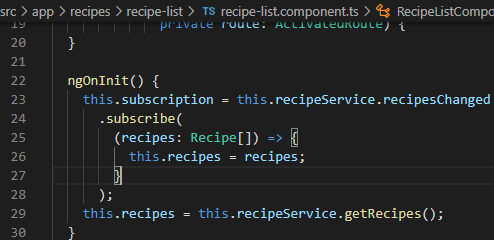 src > app > recipes > recipe-list > TS recipe-list.component.ts > RecipeListCompo
19 private route: ActivatedRoute) {
20 }
21
22 ngOnInit() {
23 this.subscription = this.recipeService.recipesChanged
24 .subscribe(
25 (recipes: Recipe[]) => {
26 this.recipes = recipes;
27 }
28 );
29 this.recipes = this.recipeService.getRecipes();
30 }